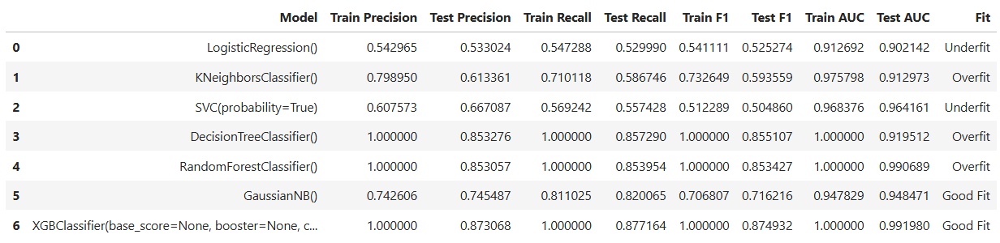 Model Train Precision Test Precision Train Recall Test Recall Train F1 Test F1 Train AUC Test AUC Fit
0 LogisticRegression() 0.542965 0.533024 0.547288 0.529990 0.541111 0.525274 0.912692 0.902142 Underfit
1 KNeighborsClassifier() 0.798950 0.613361 0.710118 0.586746 0.732649 0.593559 0.975798 0.912973 Overfit
2 SVC(probability=True) 0.607573 0.667087 0.569242 0.557428 0.512289 0.504860 0.968376 0.964161 Underfit
3 DecisionTreeClassifier() 1.000000 0.853276 1.000000 0.857290 1.000000 0.855107 1.000000 0.919512 Overfit
4 RandomForestClassifier() 1.000000 0.853057 1.000000 0.853954 1.000000 0.853427 1.000000 0.990689 Overfit
5 GaussianNB() 0.742606 0.745487 0.811025 0.820065 0.706807 0.716216 0.947829 0.948471 Good Fit
6 XGBClassifier(base_score=None, booster=None, c... 1.000000 0.873068 1.000000 0.877164 1.000000 0.874932 1.000000 0.991980 Good Fit